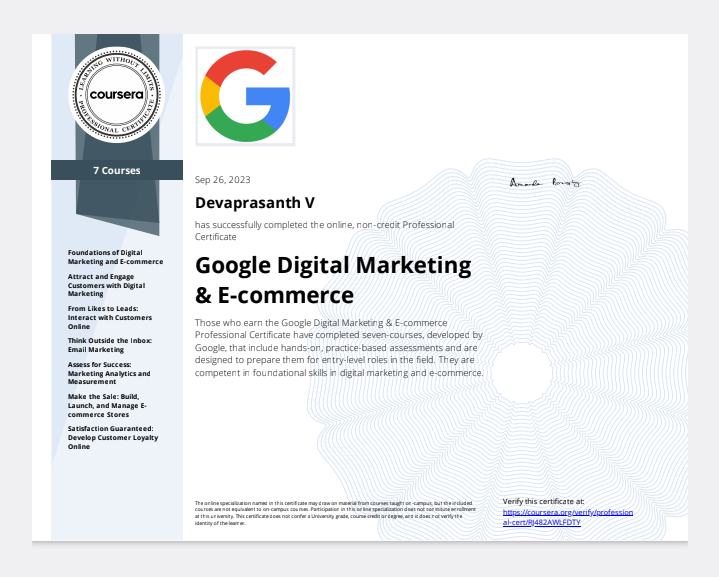 LEARNING WITHOUT LIMITS
coursera
PROFESSIONAL CERTIFICATE
7 Courses
Foundations of Digital
Marketing and E-commerce
Attract and Engage
Customers with Digital
Marketing
From Likes to Leads:
Interact with Customers
Online
Think Outside the Inbox:
Email Marketing
Assess for Success:
Marketing Analytics and
Measurement
Make the Sale: Build,
Launch, and Manage E-
commerce Stores
Satisfaction Guaranteed:
Develop Customer Loyalty
Online
Sep 26, 2023
Devaprasanth V
has successfully completed the online, non-credit Professional
Certificate
Google Digital Marketing
& E-commerce
Those who earn the Google Digital Marketing & E-commerce
Professional Certificate have completed seven-courses, developed by
Google, that include hands-on, practice-based assessments and are
designed to prepare them for entry-level roles in the field. They are
competent in foundational skills in digital marketing and e-commerce.
The online specialization named in this certificate may draw on material from courses taught on-campus, but the included
courses are not equivalent to on-campus courses. Participation in this online specialization does not constitute enrollment
at this university. This certificate does not confer a University grade, course credit or degree, and it does not verify the
identity of the learner.
Verify this certificate at:
https://coursera.org/verify/profession
al-cert/RJ482AWLFDTY